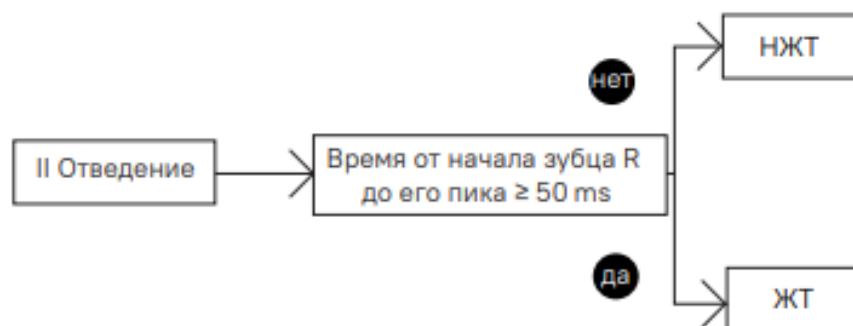 НЖТ
нет
II Отведение
Время от начала зубца R
до его пика ≥ 50 ms
да
ЖТ